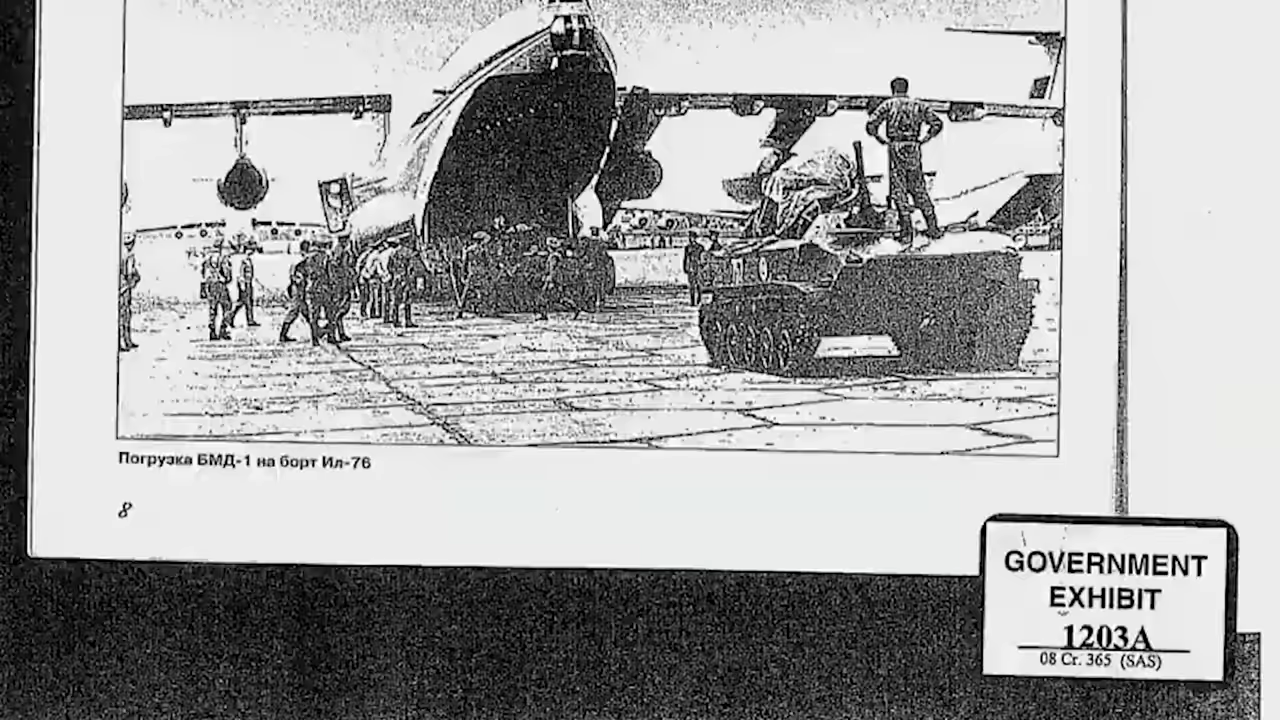 Погрузка БМД-1 на борт Ил-76
8
GOVERNMENT
EXHIBIT
1203A
08 Cr. 365 (SAS)